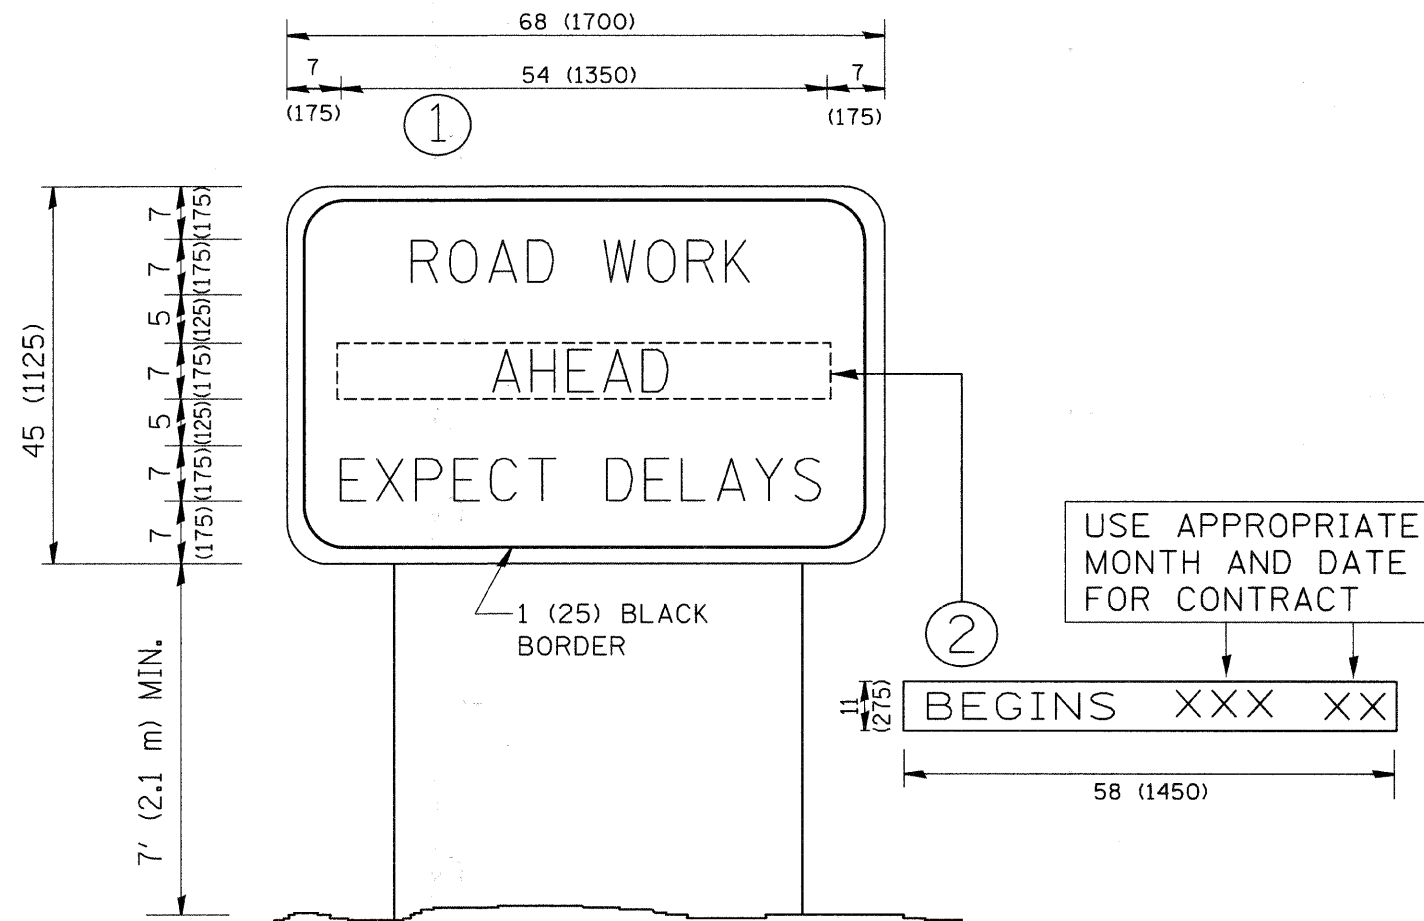 68 (1700)
7
54 (1350)
7
(175)
(175)
1
45 (1125)
7
(175)
7
(175)
5
(125)
7
(175)
5
(125)
7
(175)
7
(175)
ROAD WORK
AHEAD
EXPECT DELAYS
1 (25) BLACK
BORDER
7' (2.1 m) MIN.
USE APPROPRIATE
MONTH AND DATE
FOR CONTRACT
2
11
(275)
BEGINS XXX XX
58 (1450)